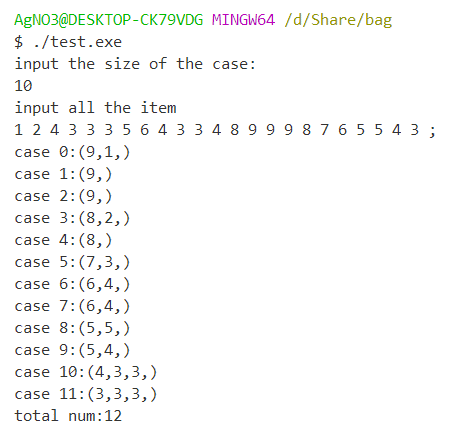 AgNO3@DESKTOP-CK79VDG MINGW64 /d/Share/bag
$ ./test.exe
input the size of the case:
10
input all the item
1 2 4 3 3 3 5 6 4 3 3 4 8 9 9 9 8 7 6 5 5 4 3 ;
case 0:(9,1,)
case 1:(9,)
case 2:(9,)
case 3:(8,2,)
case 4:(8,)
case 5:(7,3,)
case 6:(6,4,)
case 7:(6,4,)
case 8:(5,5,)
case 9:(5,4,)
case 10:(4,3,3,)
case 11:(3,3,3,)
total num:12